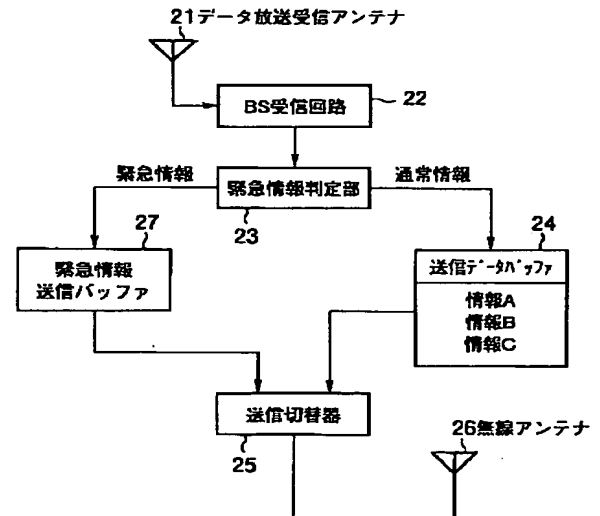 21データ放送受信アンテナ
BS受信回路
22
緊急情報
緊急情報判定部
通常情報
23
27
緊急情報
送信バッファ
24
送信データバッファ
情報A
情報B
情報C
送信切替器
25
26無線アンテナ